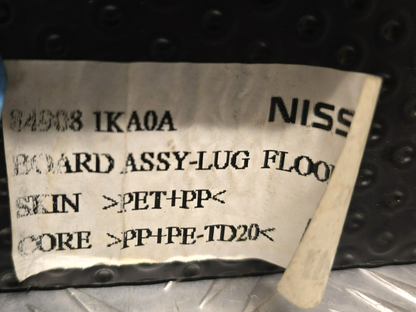 84908 1KA0A NISS
BOARD ASSY-LUG FLOO
SKIN >PET+PP<
CORE >PP+PE-TD20<